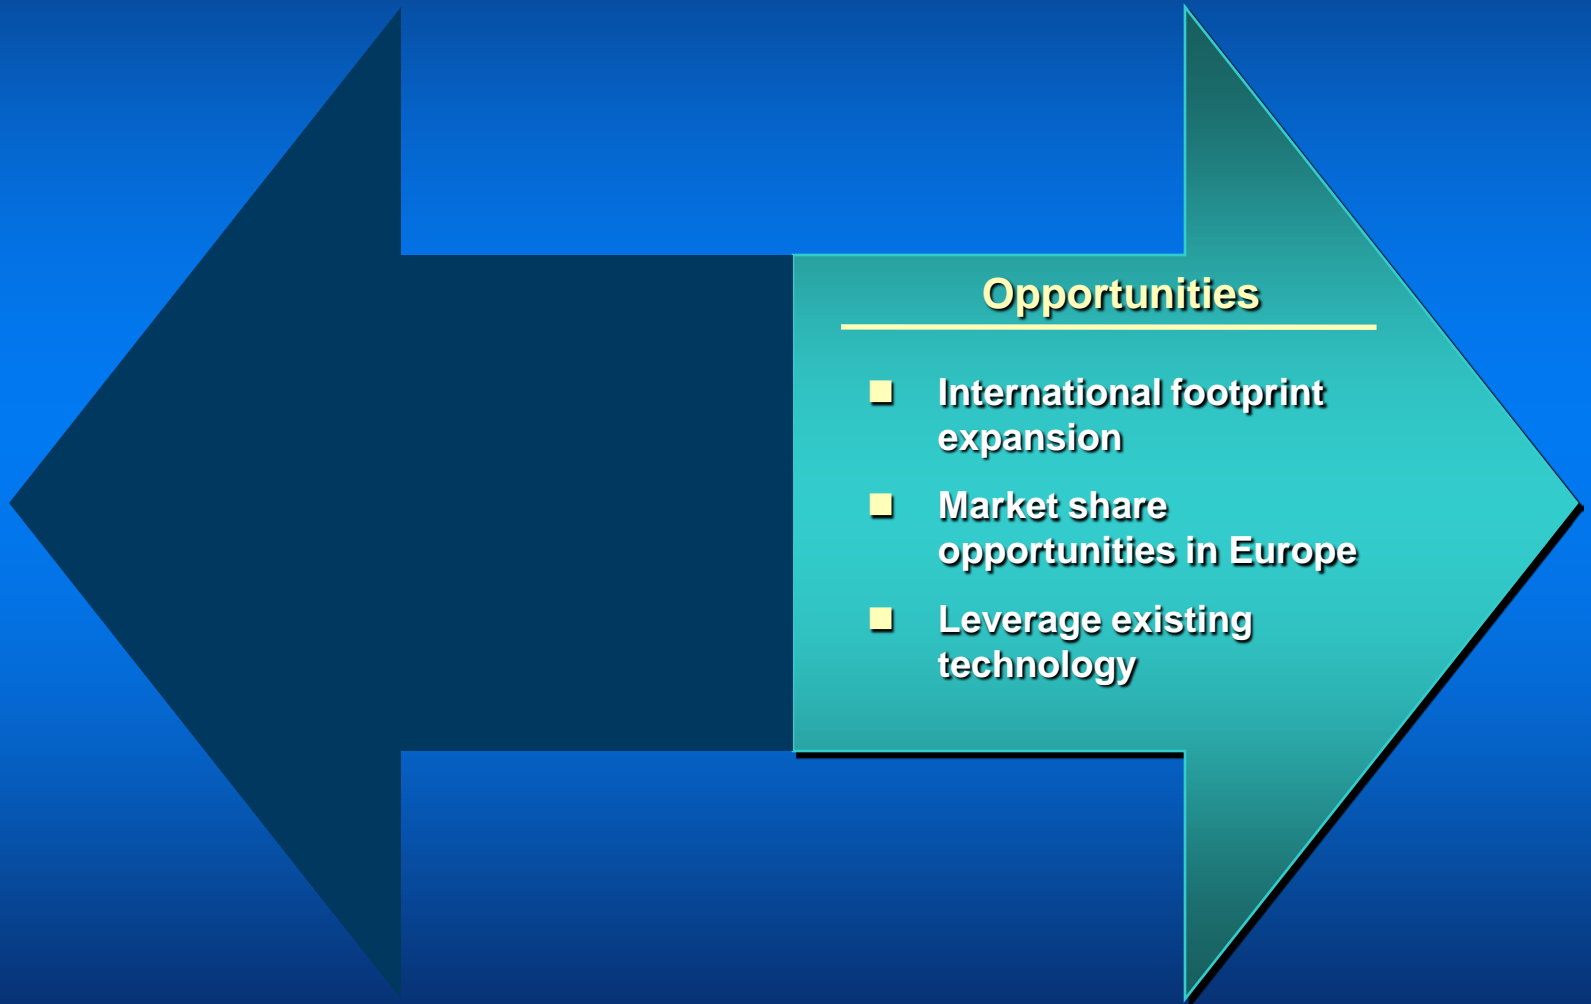 Opportunities
International footprint
expansion
Market share
opportunities in Europe
Leverage existing
technology